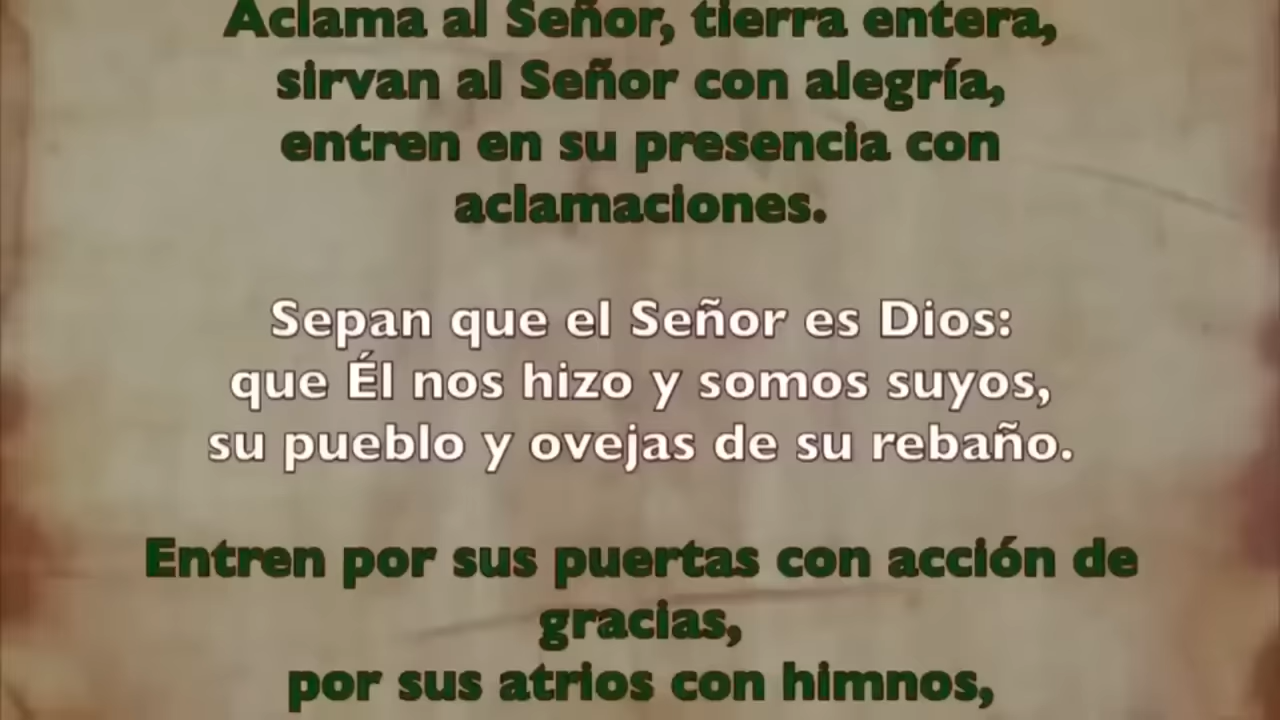 Aclama al Señor, tierra entera,
sirvan al Señor con alegría,
entren en su presencia con
aclamaciones.
Sepan que el Señor es Dios:
que Él nos hizo y somos suyos,
su pueblo y ovejas de su rebaño.
Entren por sus puertas con acción de
gracias,
por sus atrios con himnos,